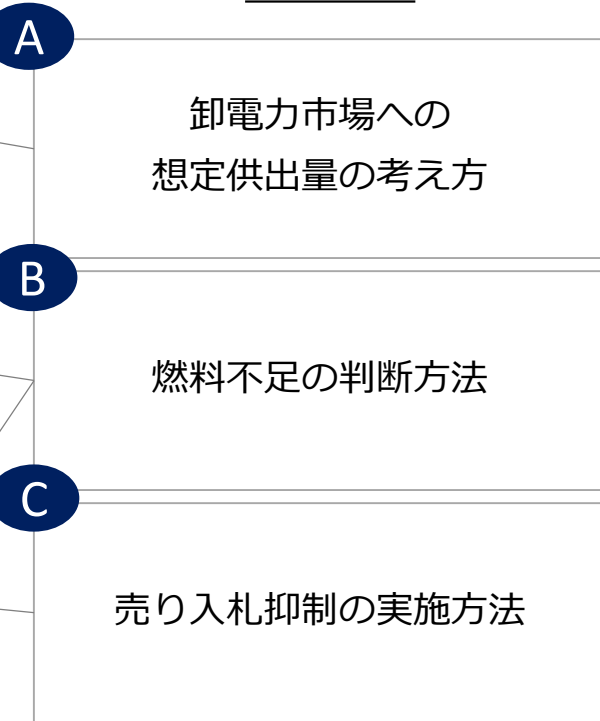 A
卸電力市場への
想定供出量の考え方
B
燃料不足の判断方法
C
売り入札抑制の実施方法